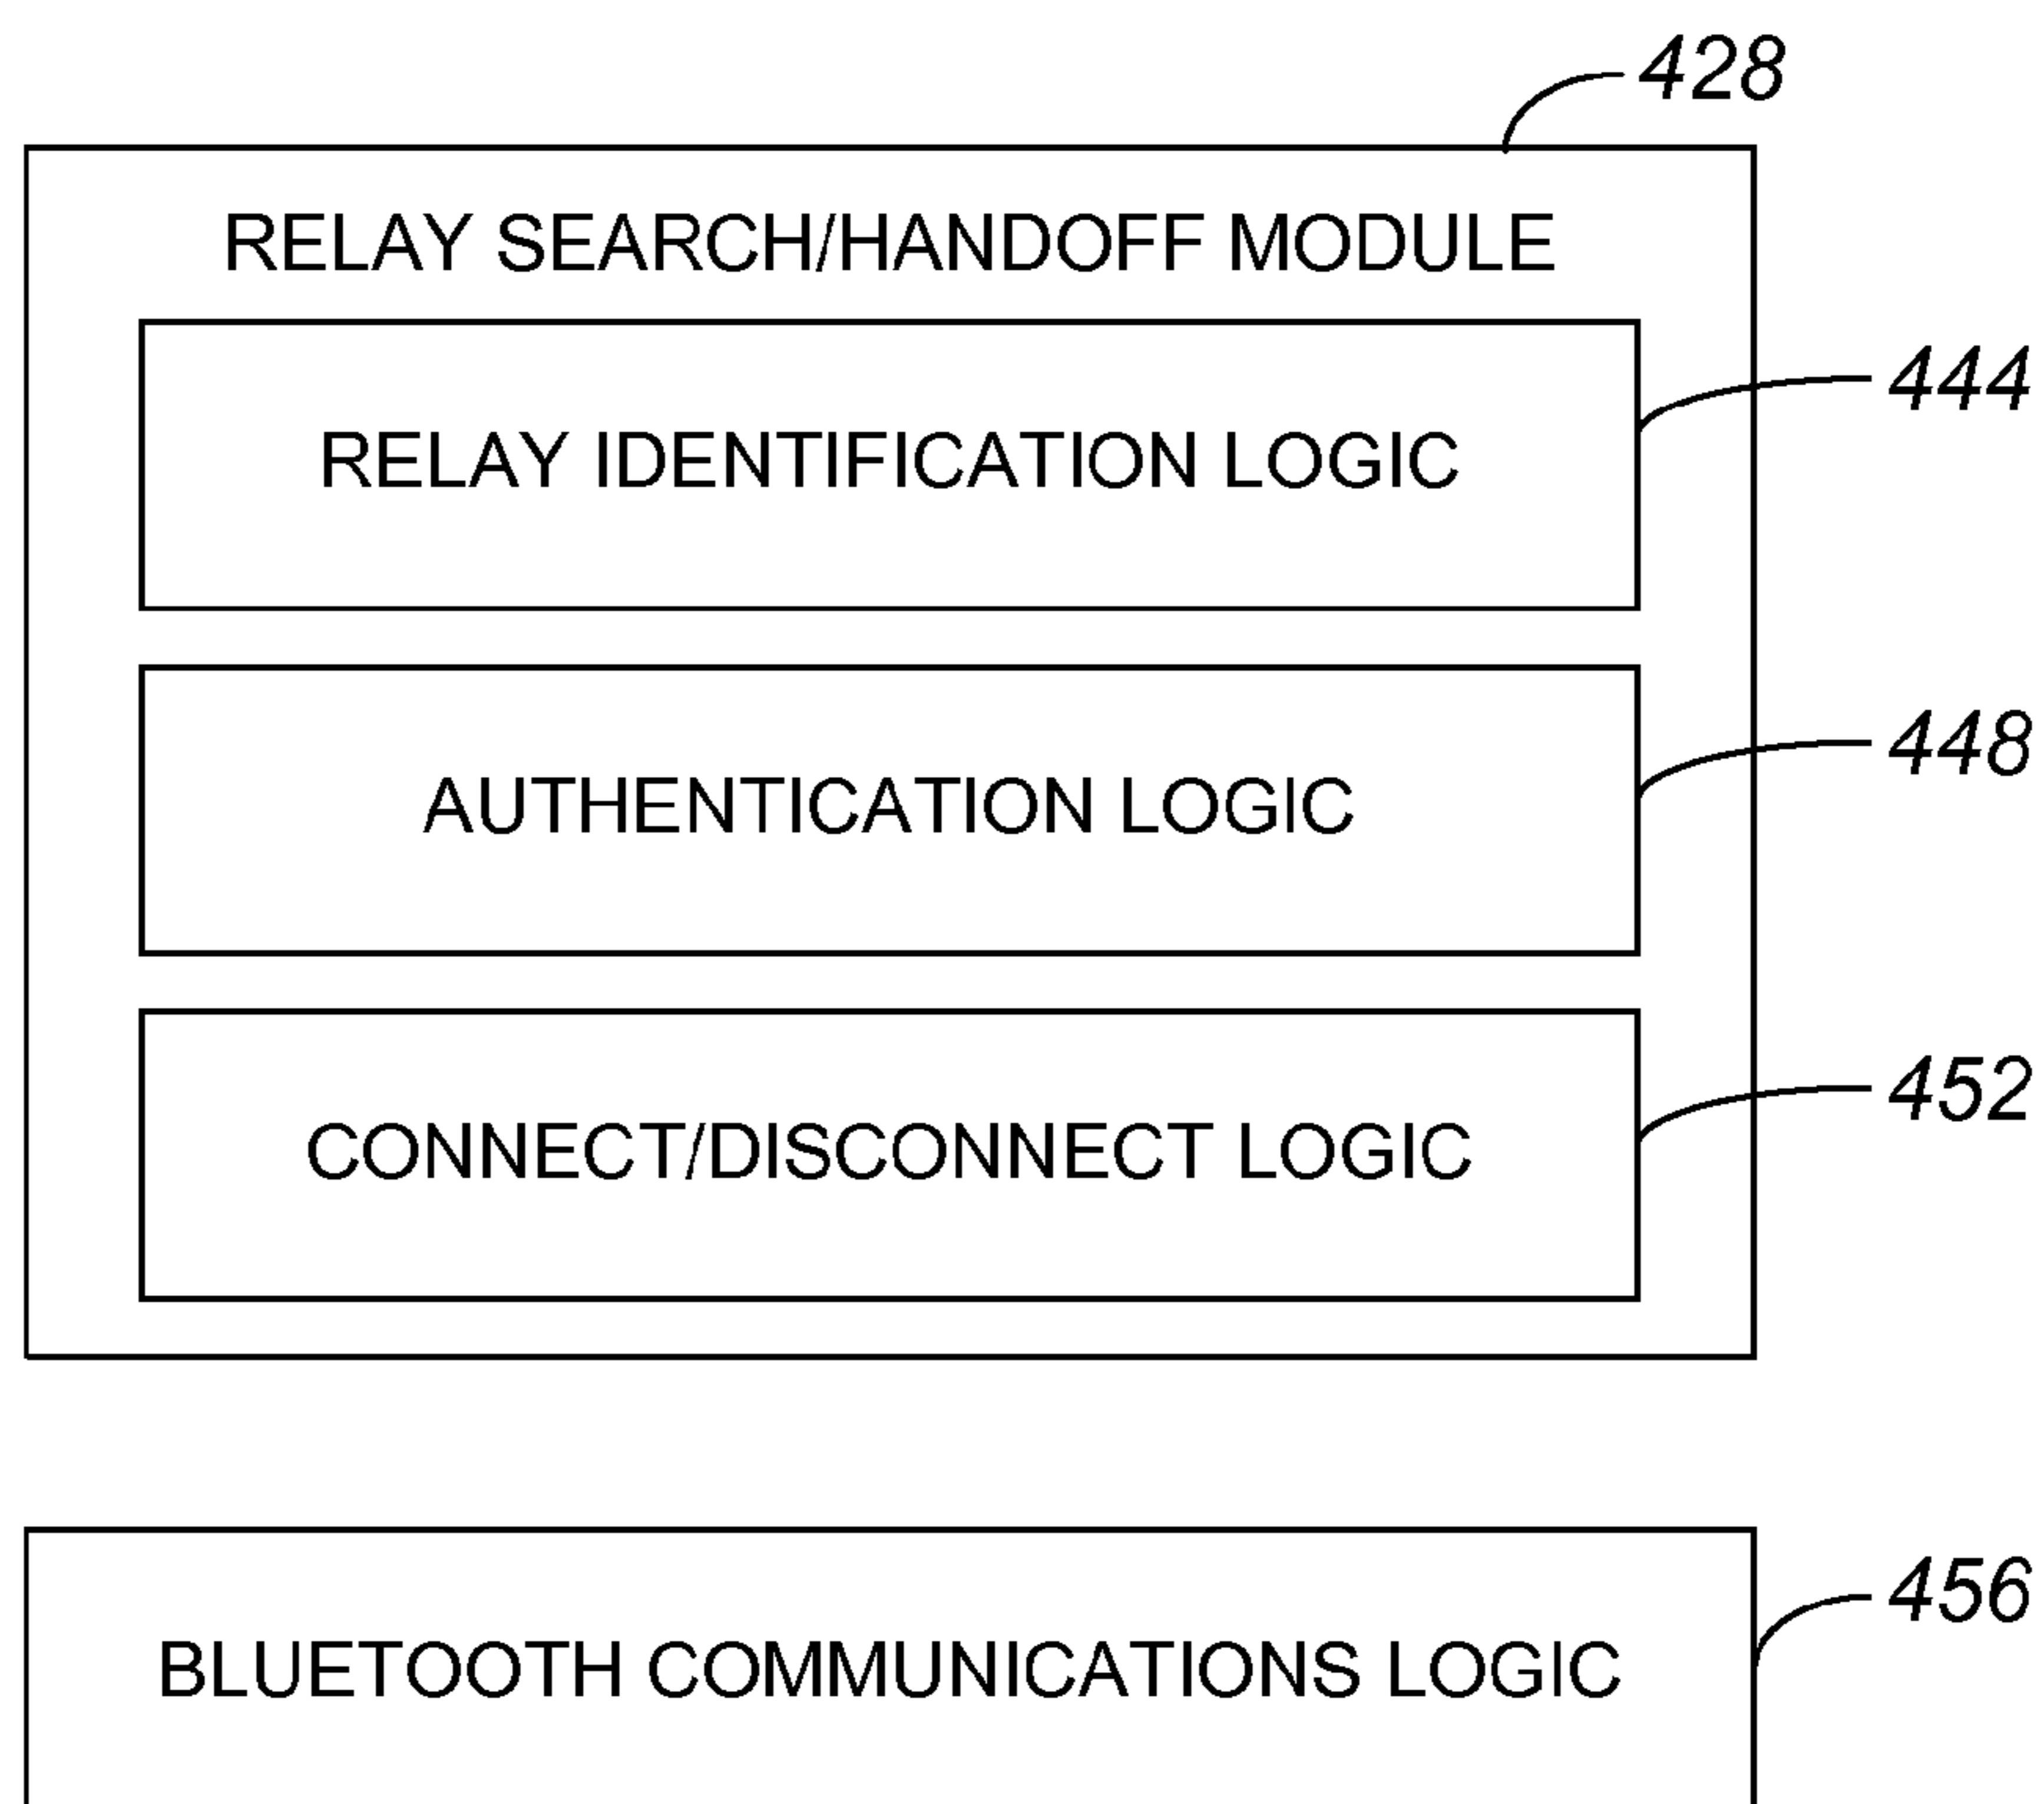 428
RELAY SEARCH/HANDOFF MODULE
444
RELAY IDENTIFICATION LOGIC
448
AUTHENTICATION LOGIC
452
CONNECT/DISCONNECT LOGIC
456
BLUETOOTH COMMUNICATIONS LOGIC